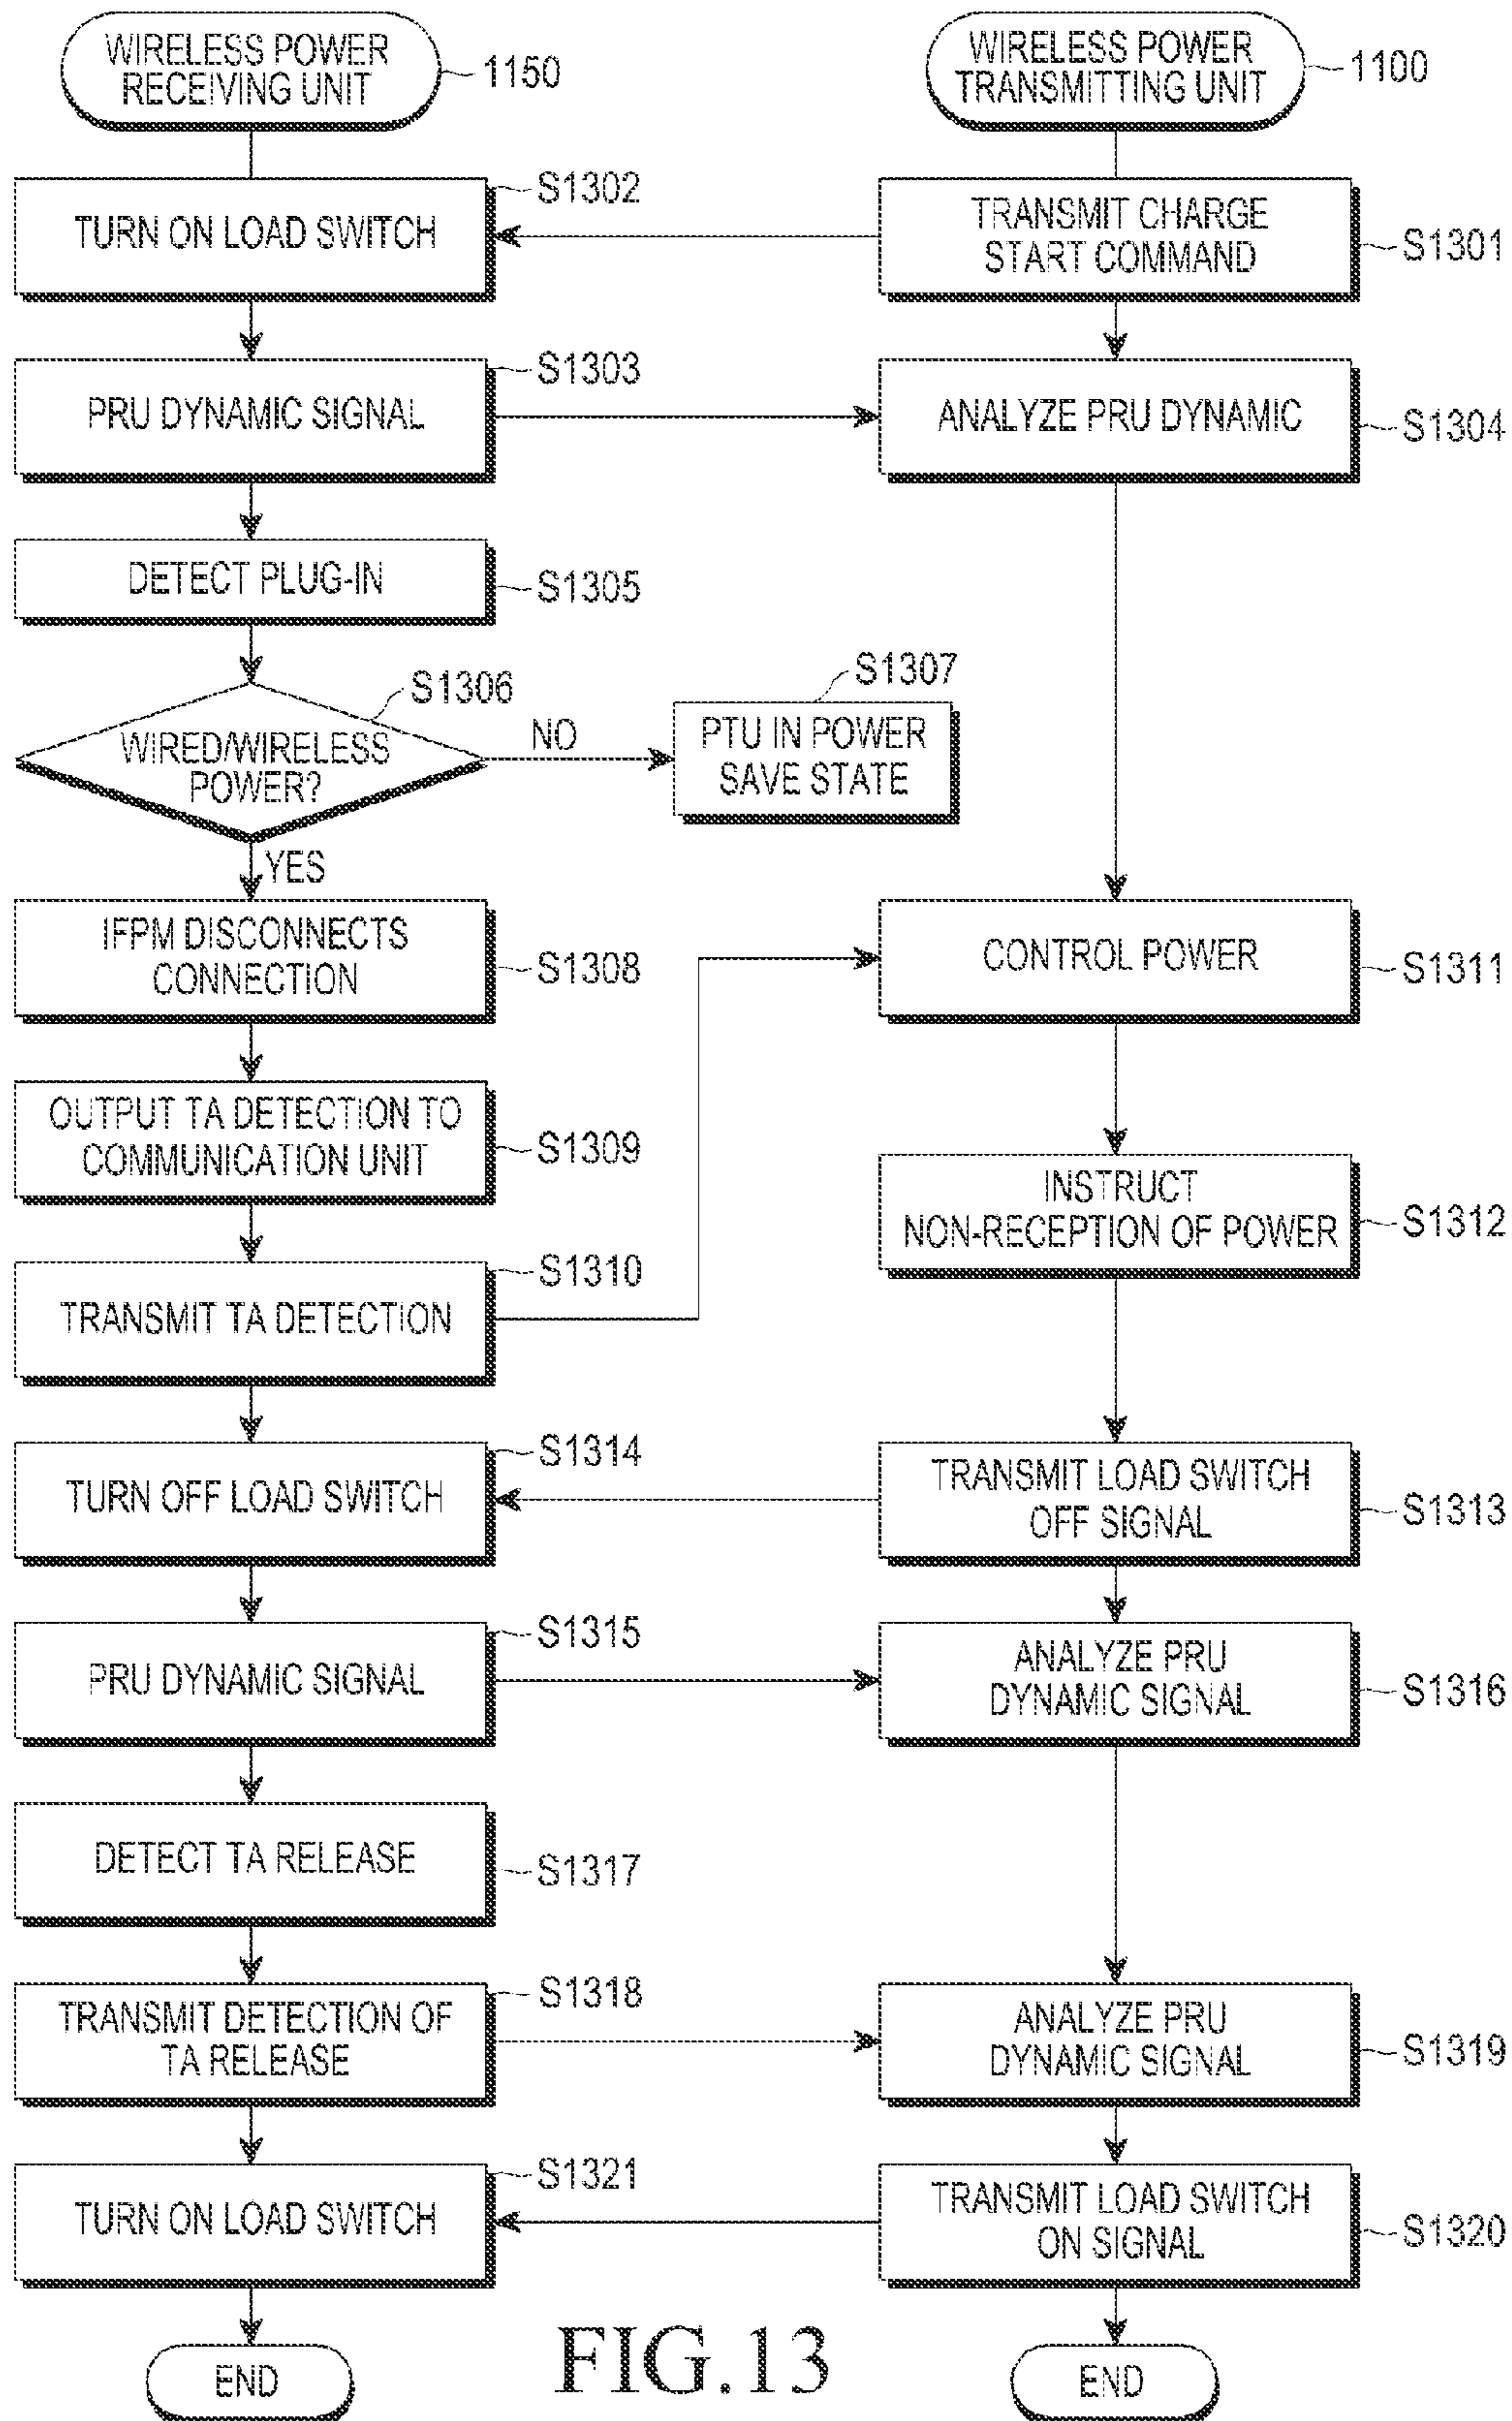 WIRELESS POWER
RECEIVING UNIT
1150
WIRELESS POWER
TRANSMITTING UNIT
1100
S1302
TURN ON LOAD SWITCH
TRANSMIT CHARGE
START COMMAND
S1301
S1303
PRU DYNAMIC SIGNAL
ANALYZE PRU DYNAMIC
S1304
DETECT PLUG-IN
S1305
S1306
WIRED/WIRELESS
POWER?
NO
S1307
PTU IN POWER
SAVE STATE
YES
IFPM DISCONNECTS
CONNECTION
S1308
CONTROL POWER
S1311
OUTPUT TA DETECTION TO
COMMUNICATION UNIT
S1309
INSTRUCT
NON-RECEPTION OF POWER
S1312
S1310
TRANSMIT TA DETECTION
S1314
TURN OFF LOAD SWITCH
TRANSMIT LOAD SWITCH
OFF SIGNAL
S1313
S1315
PRU DYNAMIC SIGNAL
ANALYZE PRU
DYNAMIC SIGNAL
S1316
DETECT TA RELEASE
S1317
S1318
TRANSMIT DETECTION OF
TA RELEASE
ANALYZE PRU
DYNAMIC SIGNAL
S1319
S1321
TURN ON LOAD SWITCH
TRANSMIT LOAD SWITCH
ON SIGNAL
S1320
END
END
FIG.13